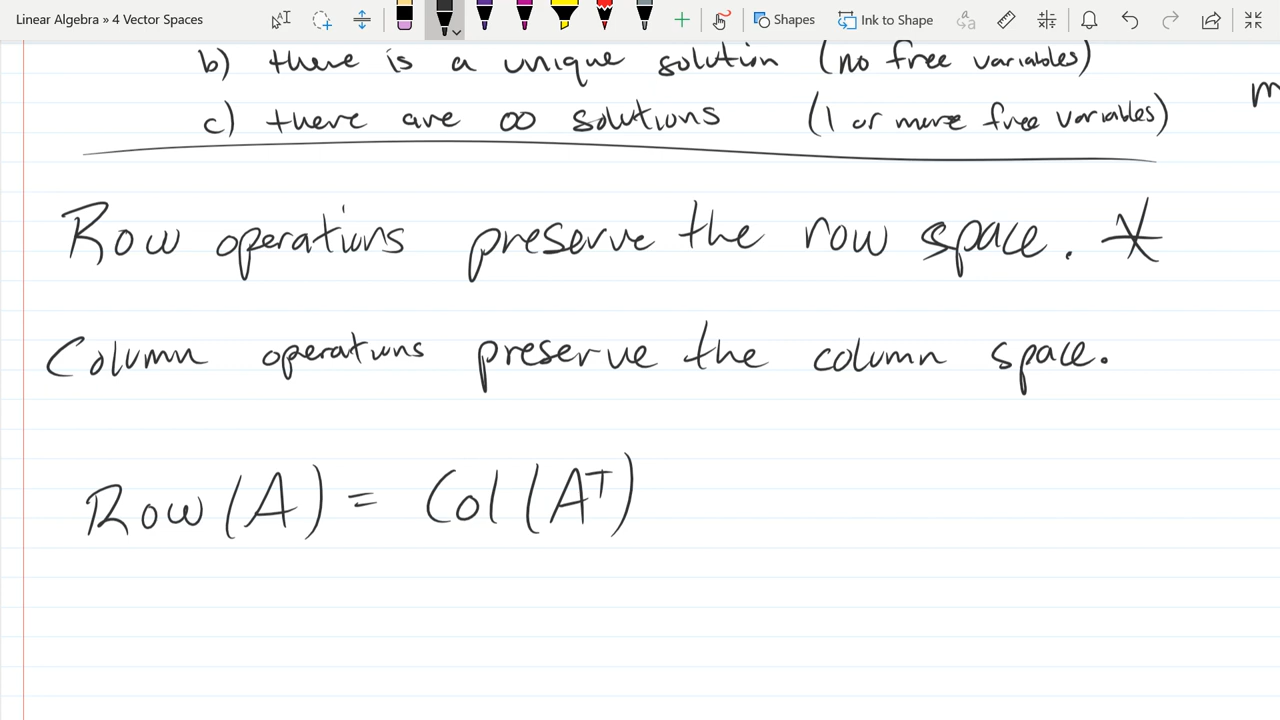 Linear Algebra » 4 Vector Spaces
Shapes
Ink to Shape
b) there is a unique solution (no free variables)
m
c) there are ∞ solutions (1 or more free variables)
Row operations preserve the row space. *
Column operations preserve the column space.
Row(A) = Col(Aᵀ)